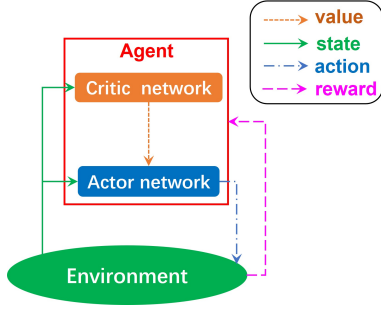 value
state
action
reward
Agent
Critic network
Actor network
Environment